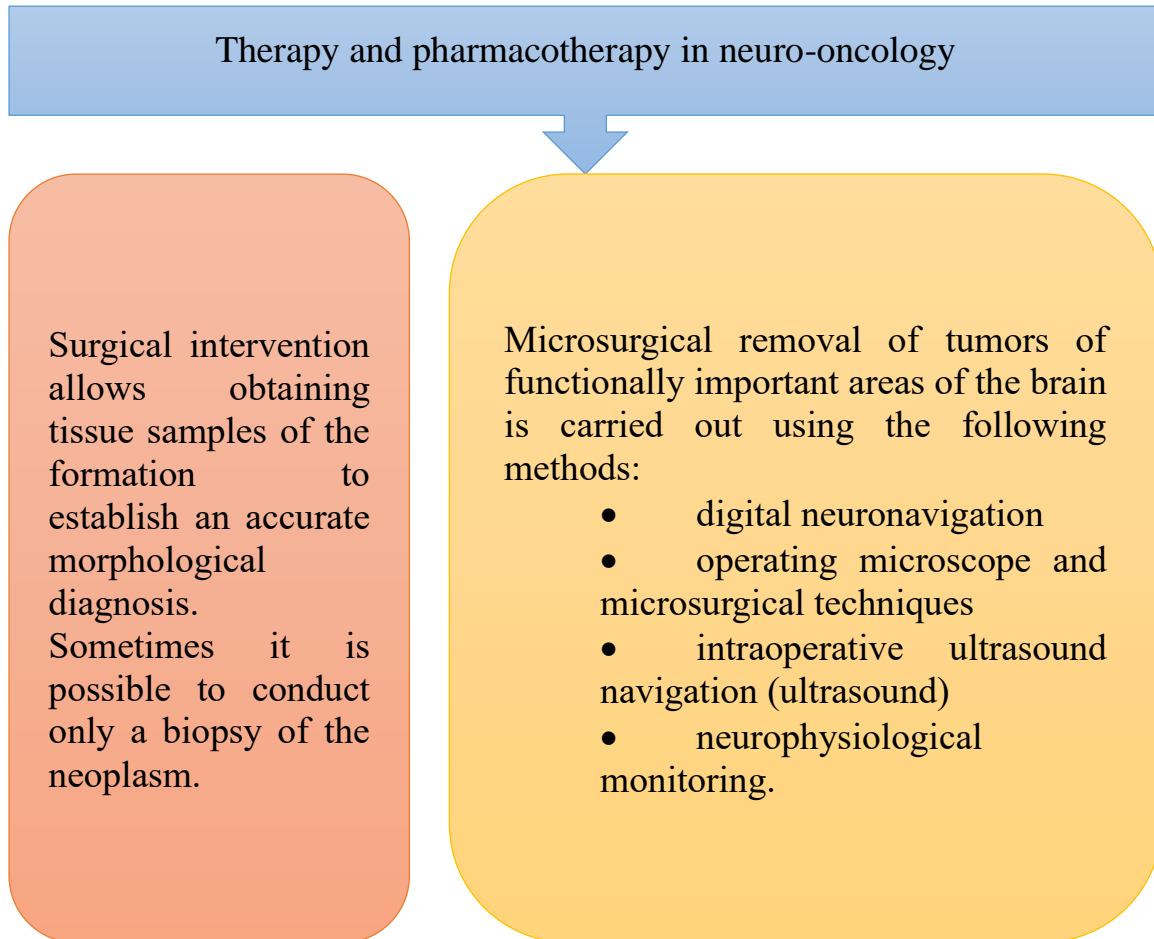 Therapy and pharmacotherapy in neuro-oncology
Surgical intervention
allows obtaining
tissue samples of the
formation to
establish an accurate
morphological
diagnosis.
Sometimes it is
possible to conduct
only a biopsy of the
neoplasm.
Microsurgical removal of tumors of
functionally important areas of the brain
is carried out using the following
methods:
• digital neuronavigation
• operating microscope and
microsurgical techniques
• intraoperative ultrasound
navigation (ultrasound)
• neurophysiological
monitoring.